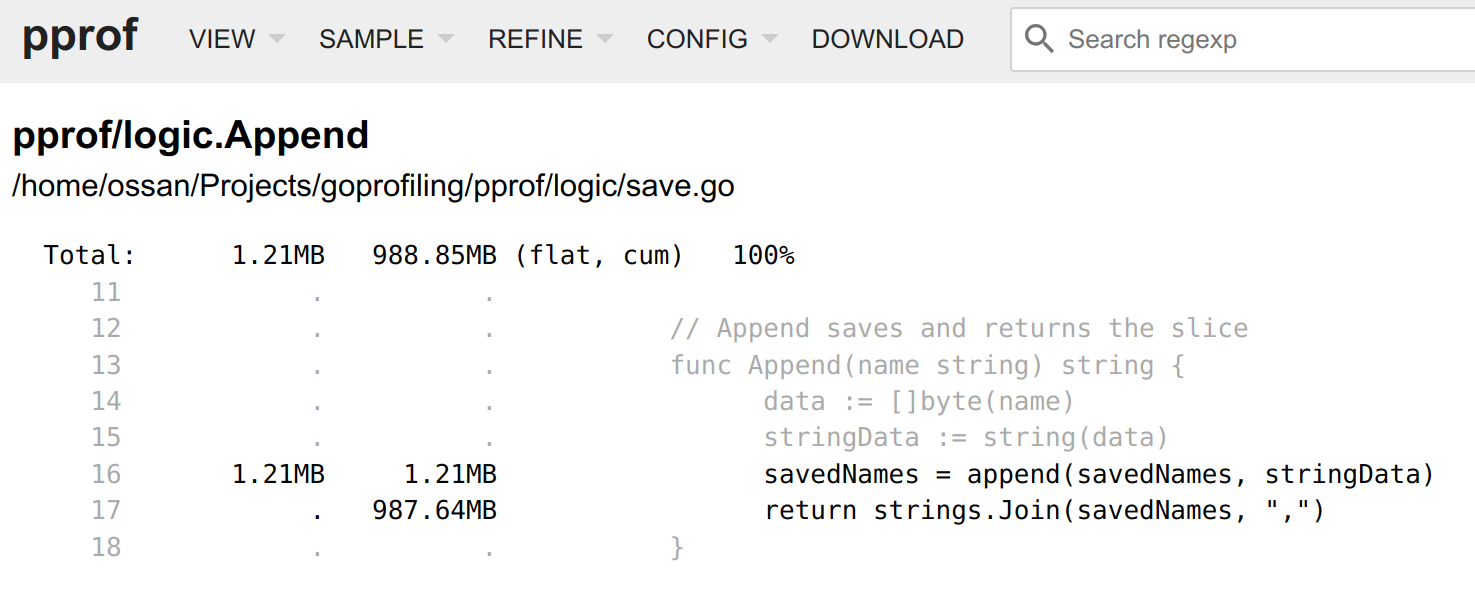 pprof VIEW SAMPLE REFINE CONFIG DOWNLOAD Search regexp
pprof/logic.Append
/home/ossan/Projects/goprofiling/pprof/logic/save.go
Total: 1.21MB 988.85MB (flat, cum) 100%
11 . .
12 . . // Append saves and returns the slice
13 . . func Append(name string) string {
14 . . data := []byte(name)
15 . . stringData := string(data)
16 1.21MB 1.21MB savedNames = append(savedNames, stringData)
17 . 987.64MB return strings.Join(savedNames, ",")
18 . . }